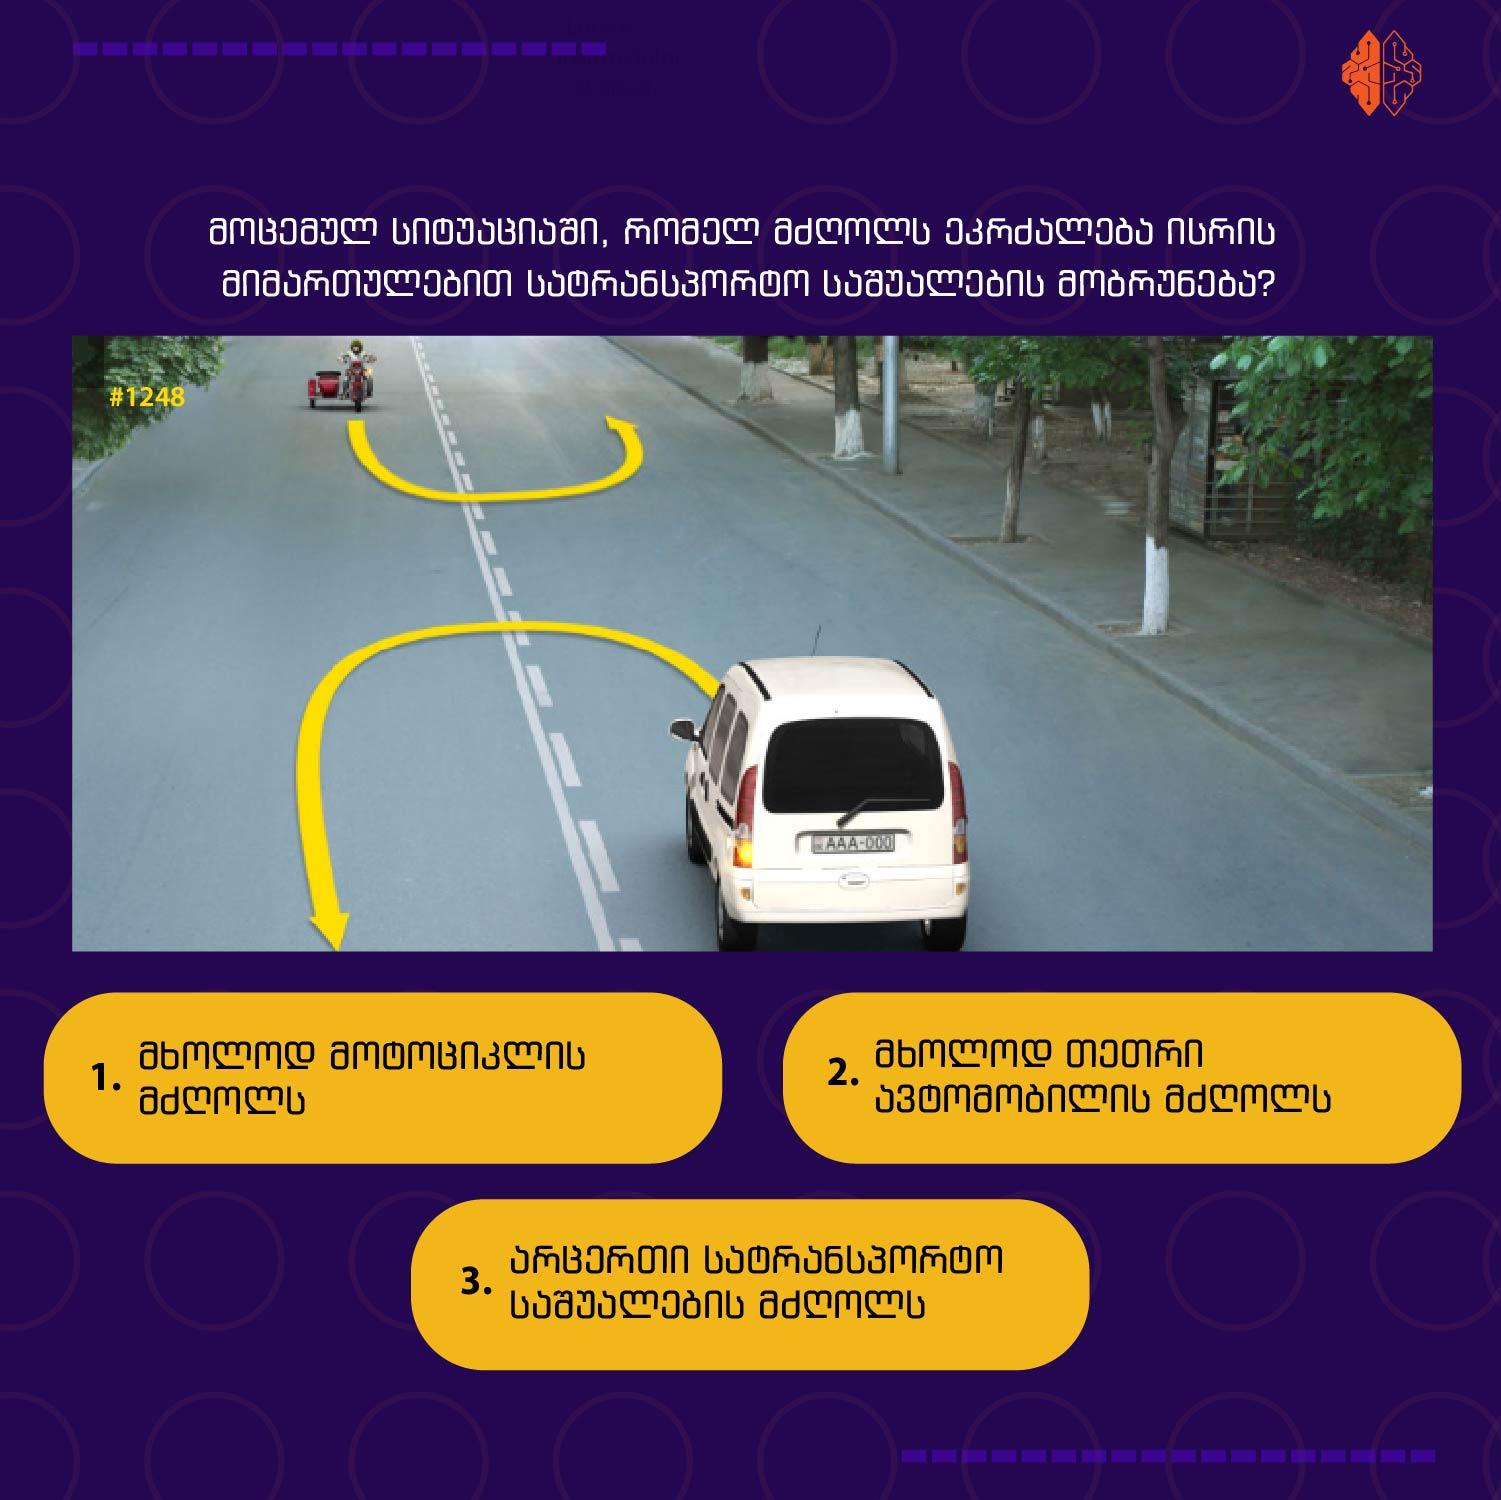 მოცემულ სიტუაციაში, რომელ მძღოლს ეკრძალება ისრის
მიმართულებით სატრანსპორტო საშუალების მობრუნება?
#1248
AAA-000
1. მხოლოდ მოტოციკლის
მძღოლს
2. მხოლოდ თეთრი
ავტომობილის მძღოლს
3. არცერთი სატრანსპორტო
საშუალების მძღოლს